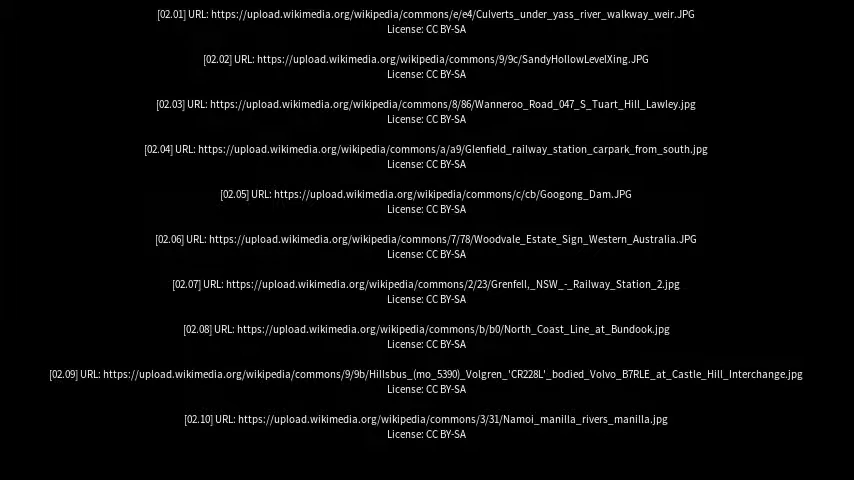 [02.01] URL: https://upload.wikimedia.org/wikipedia/commons/e/e4/Culverts_under_yass_river_walkway_weir.JPG
License: CC BY-SA
[02.02] URL: https://upload.wikimedia.org/wikipedia/commons/9/9c/SandyHollowLevelXing.JPG
License: CC BY-SA
[02.03] URL: https://upload.wikimedia.org/wikipedia/commons/8/86/Wanneroo_Road_047_S_Tuart_Hill_Lawley.jpg
License: CC BY-SA
[02.04] URL: https://upload.wikimedia.org/wikipedia/commons/a/a9/Glenfield_railway_station_carpark_from_south.jpg
License: CC BY-SA
[02.05] URL: https://upload.wikimedia.org/wikipedia/commons/c/cb/Googong_Dam.JPG
License: CC BY-SA
[02.06] URL: https://upload.wikimedia.org/wikipedia/commons/7/78/Woodvale_Estate_Sign_Western_Australia.JPG
License: CC BY-SA
[02.07] URL: https://upload.wikimedia.org/wikipedia/commons/2/23/Grenfell,_NSW_-_Railway_Station_2.jpg
License: CC BY-SA
[02.08] URL: https://upload.wikimedia.org/wikipedia/commons/b/b0/North_Coast_Line_at_Bundook.jpg
License: CC BY-SA
[02.09] URL: https://upload.wikimedia.org/wikipedia/commons/9/9b/Hillsbus_(mo_5390)_Volgren_'CR228L'_bodied_Volvo_B7RLE_at_Castle_Hill_Interchange.jpg
License: CC BY-SA
[02.10] URL: https://upload.wikimedia.org/wikipedia/commons/3/31/Namoi_manilla_rivers_manilla.jpg
License: CC BY-SA